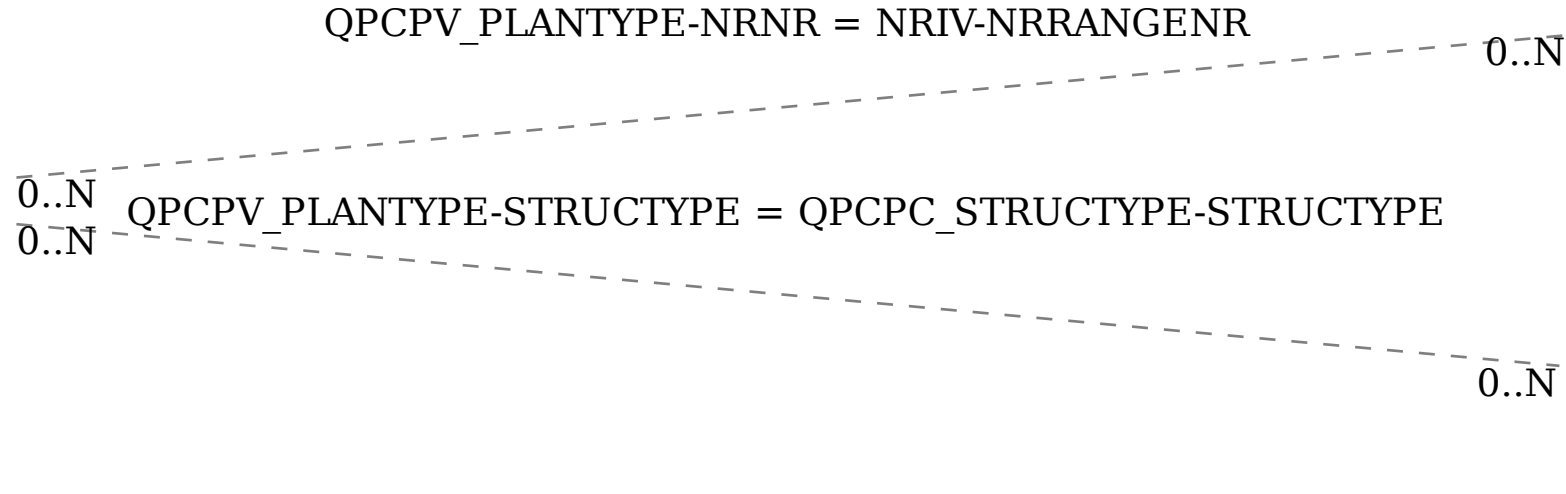 QPCPV_PLANTYPE-NRNR = NRIV-NRRANGENR
0..N
0..N
QPCPV_PLANTYPE-STRUCTYPE = QPCPC_STRUCTYPE-STRUCTYPE
0..N
0..N